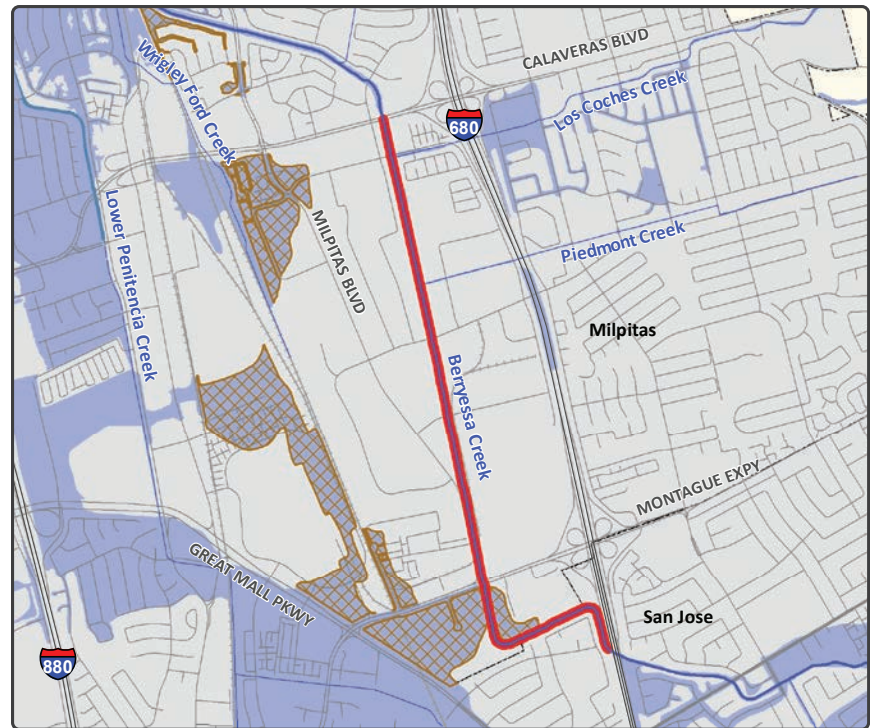 CALAVERAS BLVD
Wrigley Ford Creek
680
Los Coches Creek
Lower Penitencia Creek
MILPITAS BLVD
Piedmont Creek
Milpitas
Berryessa Creek
MONTAGUE EXPY
GREAT MALL PKWY
San Jose
880